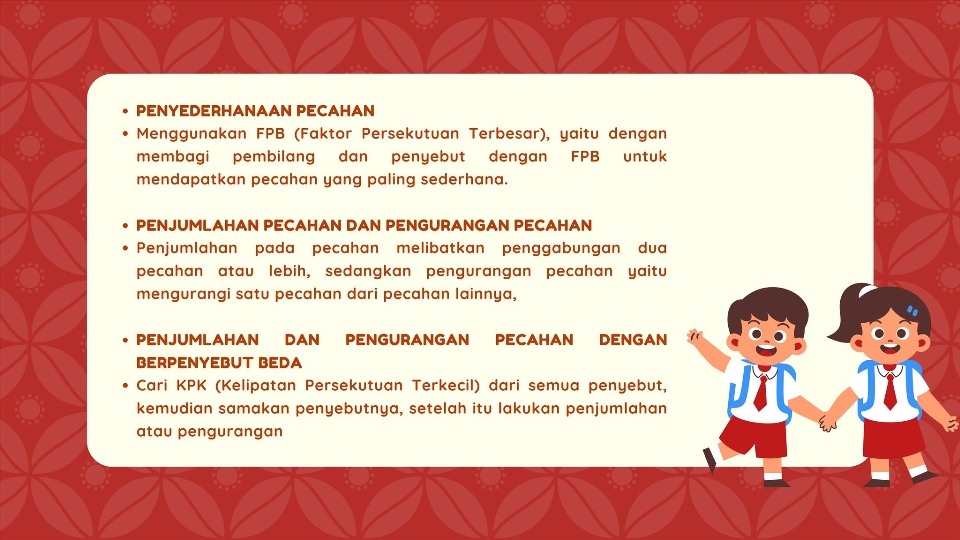 • PENYEDERHANAAN PECAHAN
• Menggunakan FPB (Faktor Persekutuan Terbesar), yaitu dengan
membagi pembilang dan penyebut dengan FPB untuk
mendapatkan pecahan yang paling sederhana.
• PENJUMLAHAN PECAHAN DAN PENGURANGAN PECAHAN
• Penjumlahan pada pecahan melibatkan penggabungan dua
pecahan atau lebih, sedangkan pengurangan pecahan yaitu
mengurangi satu pecahan dari pecahan lainnya,
• PENJUMLAHAN DAN PENGURANGAN PECAHAN DENGAN
BERPENYEBUT BEDA
• Cari KPK (Kelipatan Persekutuan Terkecil) dari semua penyebut,
kemudian samakan penyebutnya, setelah itu lakukan penjumlahan
atau pengurangan